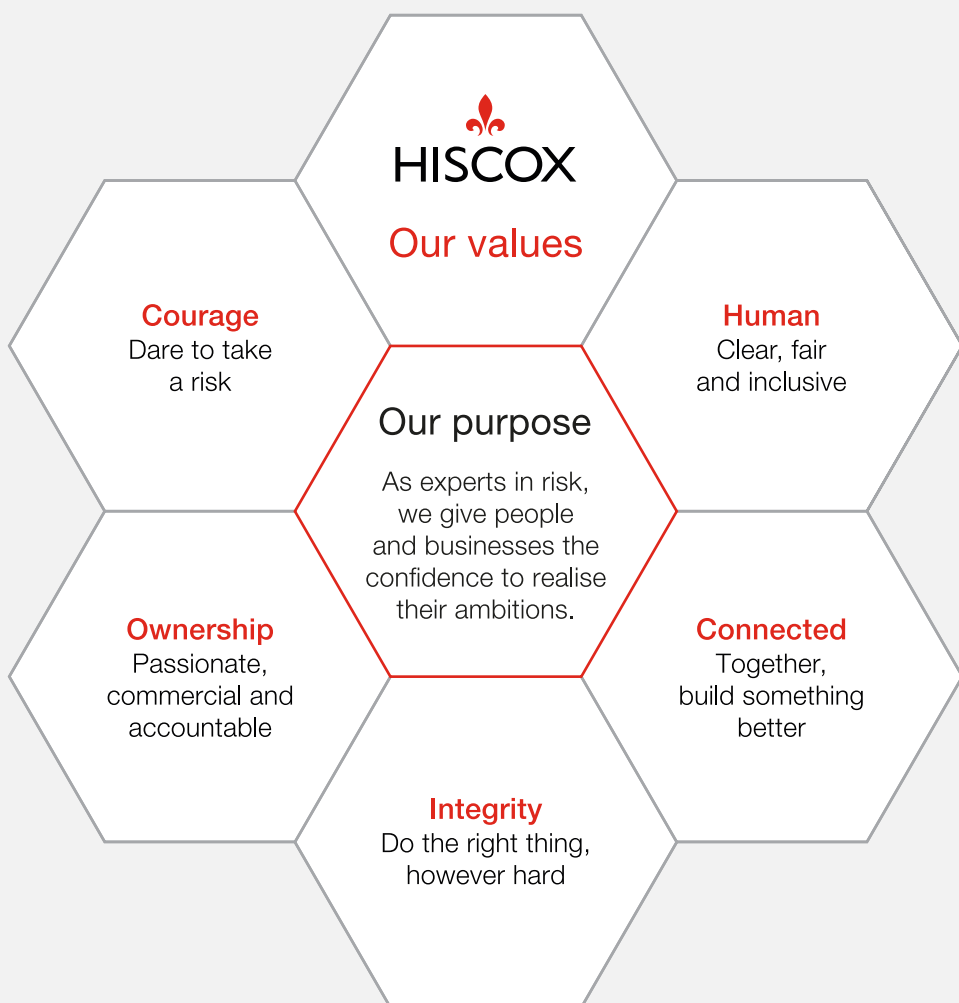 HISCOX
Our values
Courage
Dare to take
a risk
Human
Clear, fair
and inclusive
Our purpose
As experts in risk,
we give people
and businesses the
confidence to realise
their ambitions.
Ownership
Passionate,
commercial and
accountable
Connected
Together,
build something
better
Integrity
Do the right thing,
however hard